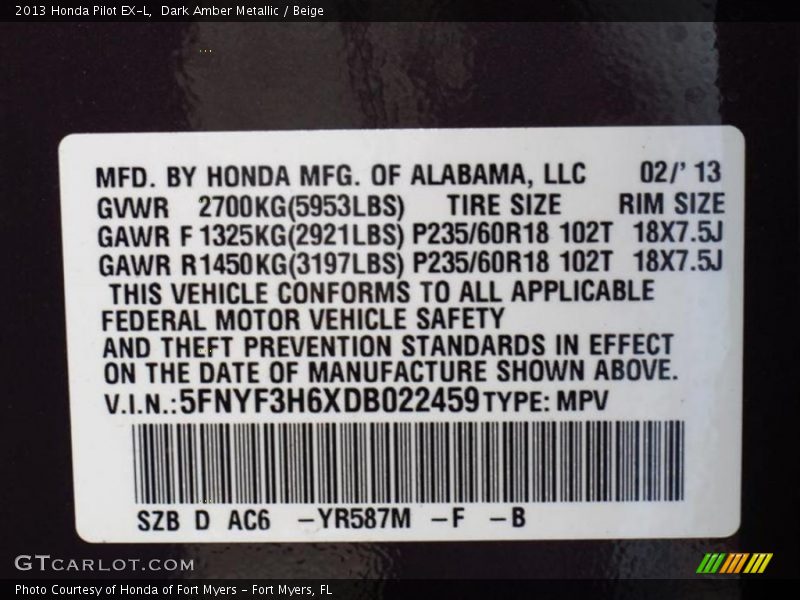 2013 Honda Pilot EX-L,  Dark Amber Metallic / Beige
MFD. BY HONDA MFG. OF ALABAMA, LLC 02/' 13
GVWR 2700KG(5953LBS) TIRE SIZE RIM SIZE
GAWR F 1325KG(2921LBS) P235/60R18 102T 18X7.5J
GAWR R1450KG(3197LBS) P235/60R18 102T 18X7.5J
THIS VEHICLE CONFORMS TO ALL APPLICABLE
FEDERAL MOTOR VEHICLE SAFETY
AND THEFT PREVENTION STANDARDS IN EFFECT
ON THE DATE OF MANUFACTURE SHOWN ABOVE.
V.I.N.:5FNYF3H6XDB022459 TYPE: MPV
SZB D AC6 -YR587M -F -B
GTCARLOT.COM
Photo Courtesy of Honda of Fort Myers - Fort Myers, FL